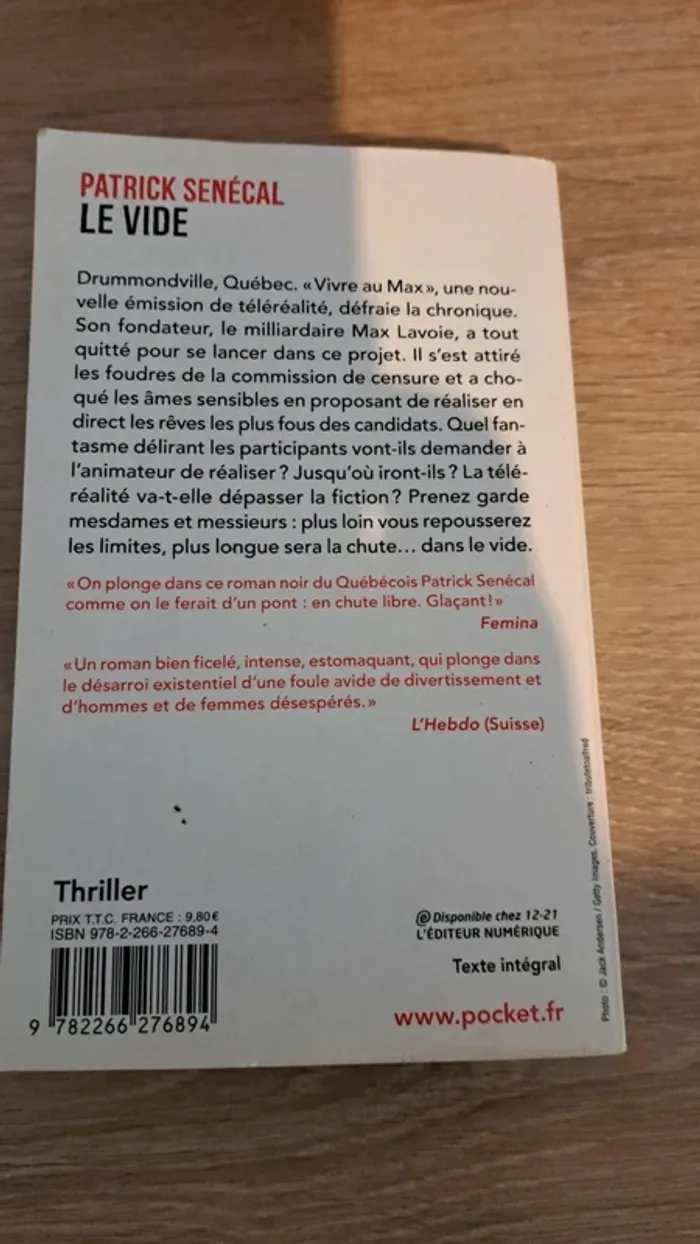 PATRICK SENÉCAL
LE VIDE
Drummondville, Québec. « Vivre au Max », une nou-
velle émission de téléréalité, défraie la chronique.
Son fondateur, le milliardaire Max Lavoie, a tout
quitté pour se lancer dans ce projet. Il s’est attiré
les foudres de la commission de censure et a cho-
qué les âmes sensibles en proposant de réaliser en
direct les rêves les plus fous des candidats. Quel fan-
tasme délirant les participants vont-ils demander à
l’animateur de réaliser ? Jusqu’où iront-ils ? La télé-
réalité va-t-elle dépasser la fiction ? Prenez garde
mesdames et messieurs : plus loin vous repousserez
les limites, plus longue sera la chute… dans le vide.
« On plonge dans ce roman noir du Québécois Patrick Senécal
comme on le ferait d’un pont : en chute libre. Glaçant ! »
Femina
« Un roman bien ficelé, intense, estomaquant, qui plonge dans
le désarroi existentiel d’une foule avide de divertissement et
d’hommes et de femmes désespérés. »
L’Hebdo (Suisse)
Thriller
PRIX T.T.C. FRANCE : 9,80 €
ISBN 978-2-266-27689-4
9 782266 276894
@ Disponible chez 12-21
L’ÉDITEUR NUMÉRIQUE
Texte intégral
www.pocket.fr
Photo : © Jack Andersen / Getty Images. Couverture : tributetoalfred